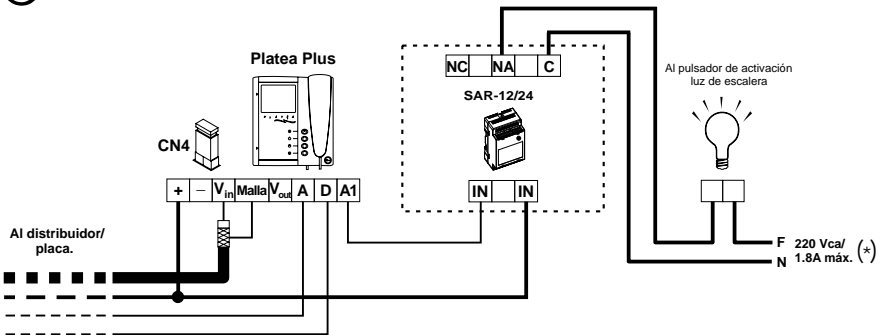 NC NA C
Platea Plus
SAR-12/24
Al pulsador de activación
luz de escalera
CN4
+ – Vin Malla Vout A D A1
IN IN
Al distribuidor/
placa.
F 220 Vca/
N 1.8A máx. (*)